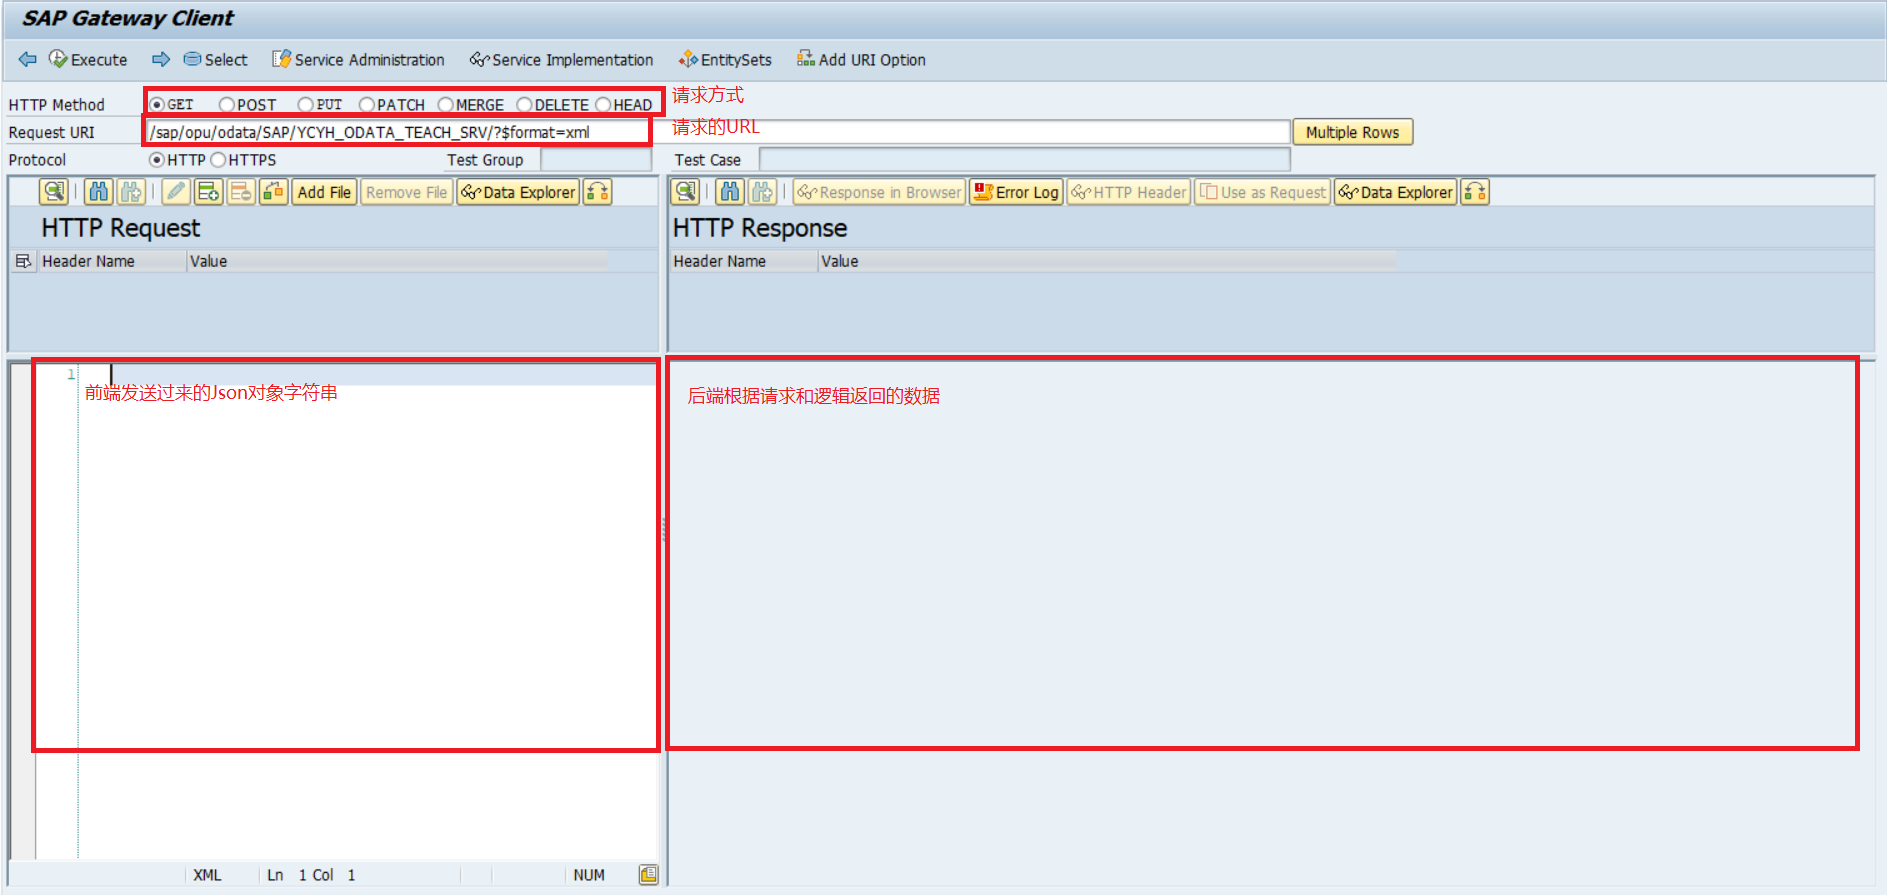 SAP Gateway Client
Execute Select Service Administration Service Implementation EntitySets Add URI Option
HTTP Method GET POST PUT PATCH MERGE DELETE HEAD 请求方式
Request URI /sap/opu/odata/SAP/YCYH_ODATA_TEACH_SRV/?$format=xml 请求的URL Multiple Rows
Protocol HTTP HTTPS Test Group Test Case
Add File Remove File Data Explorer Response in Browser Error Log HTTP Header Use as Request Data Explorer
HTTP Request HTTP Response
Header Name Value Header Name Value
1
前端发送过来的Json对象字符串 后端根据请求和逻辑返回的数据
XML Ln 1 Col 1 NUM